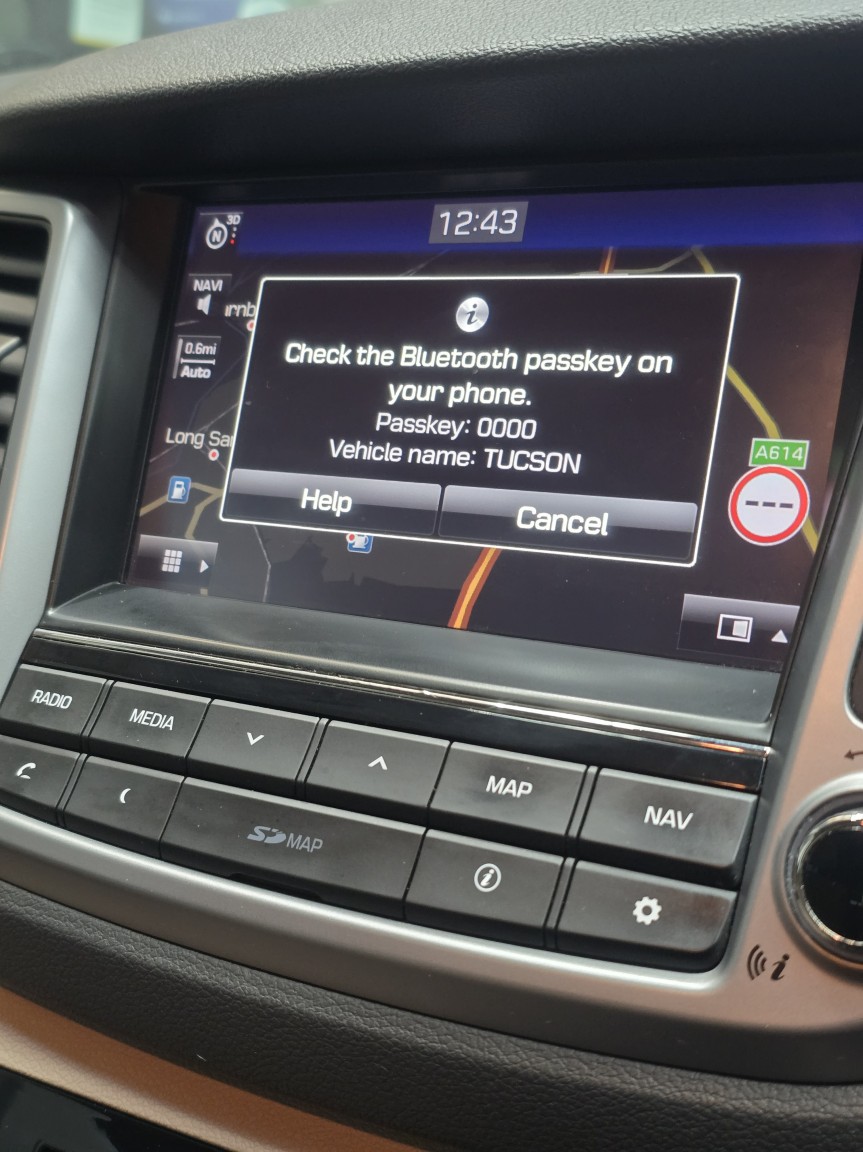 3D
N
12:43
NAVI
0.6mi
Auto
Check the Bluetooth passkey on
your phone.
Passkey: 0000
Vehicle name: TUCSON
Help
Cancel
Long Sa
A614
---
RADIO
MEDIA
MAP
NAV
SD MAP
i